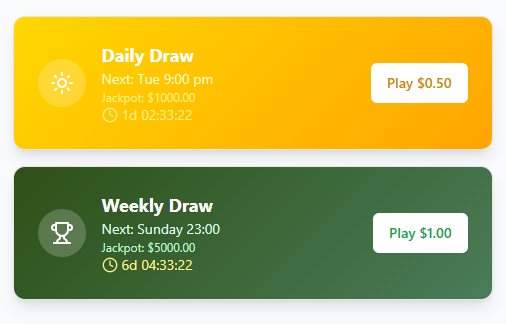 Daily Draw
Next: Tue 9:00 pm
Jackpot: $1000.00
1d 02:33:22
Play $0.50
Weekly Draw
Next: Sunday 23:00
Jackpot: $5000.00
6d 04:33:22
Play $1.00